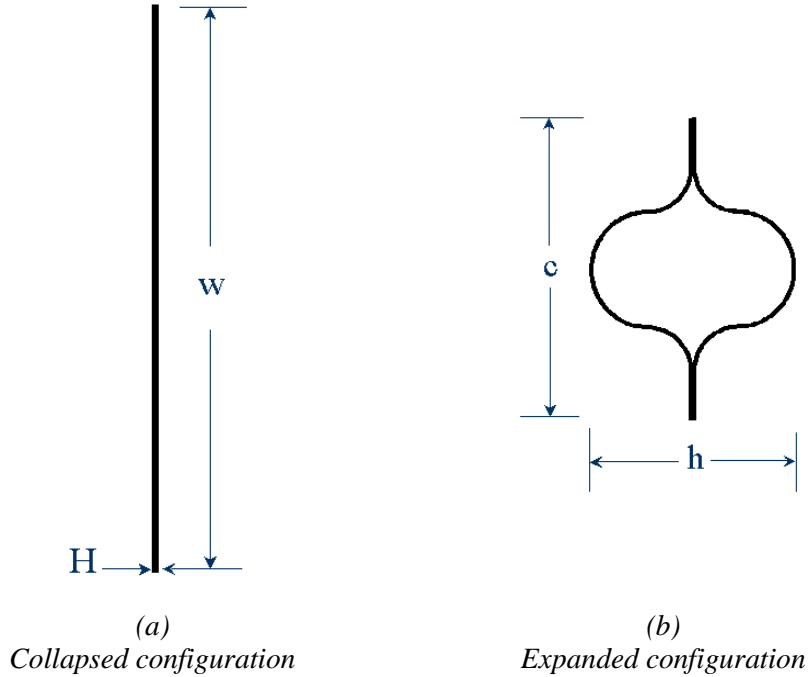 w
c
h
H
(a)
Collapsed configuration
(b)
Expanded configuration